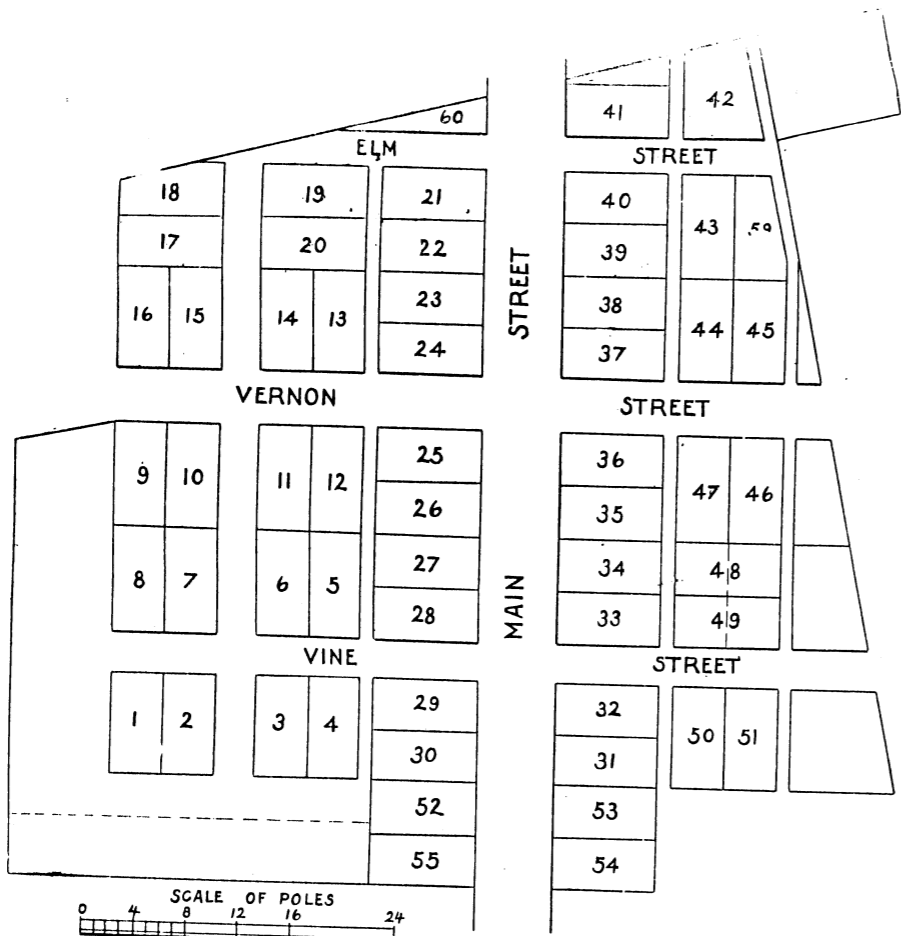 60 41 42
ELM STREET
18 19 21 40 43 59
17 20 22 39
16 15 14 13 23 38 44 45
24 37
STREET
VERNON STREET
9 10 11 12 25 36 47 46
26 35
8 7 6 5 27 34 48
28 33 49
MAIN
VINE STREET
1 2 3 4 29 32 50 51
30 31
52 53
55 54
SCALE OF POLES
0 4 8 12 16 24